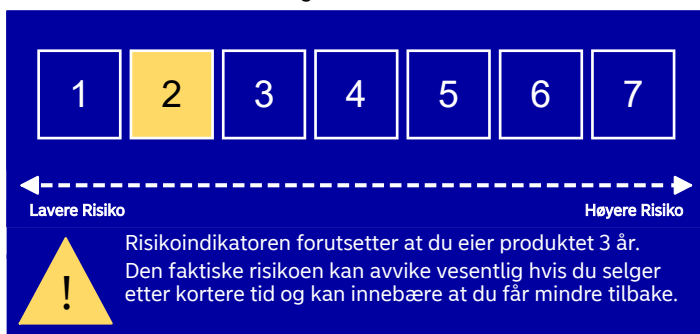 1 2 3 4 5 6 7
Lavere Risiko Høyere Risiko
! Risikoindikatoren forutsetter at du eier produktet 3 år.
Den faktiske risikoen kan avvike vesentlig hvis du selger
etter kortere tid og kan innebære at du får mindre tilbake.